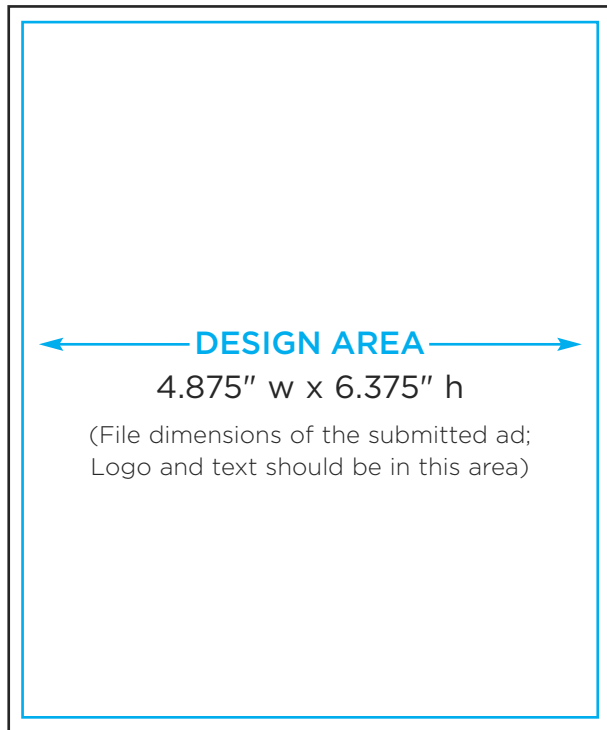 DESIGN AREA
4.875" w x 6.375" h
(File dimensions of the submitted ad;
Logo and text should be in this area)